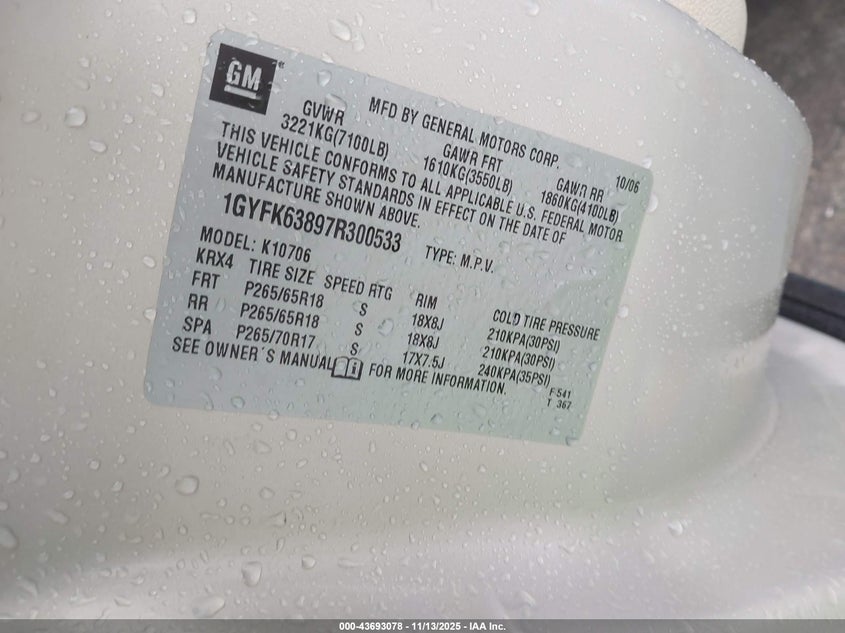 GM
MFD BY GENERAL MOTORS CORP. 10/06
GVWR GAWR FRT GAWR RR
3221KG(7100LB) 1610KG(3550LB) 1860KG(4100LB)
THIS VEHICLE CONFORMS TO ALL APPLICABLE U.S. FEDERAL MOTOR
VEHICLE SAFETY STANDARDS IN EFFECT ON THE DATE OF
MANUFACTURE SHOWN ABOVE.
1GYFK63897R300533 TYPE: M.P.V.
MODEL: K10706
KRX4 TIRE SIZE SPEED RTG RIM COLD TIRE PRESSURE
FRT P265/65R18 S 18X8J 210KPA(30PSI)
RR P265/65R18 S 18X8J 210KPA(30PSI)
SPA P265/70R17 S 17X7.5J 240KPA(35PSI)
SEE OWNER´S MANUAL FOR MORE INFORMATION.
F 541
T 367
000-43693078 - 11/13/2025 - IAA Inc.